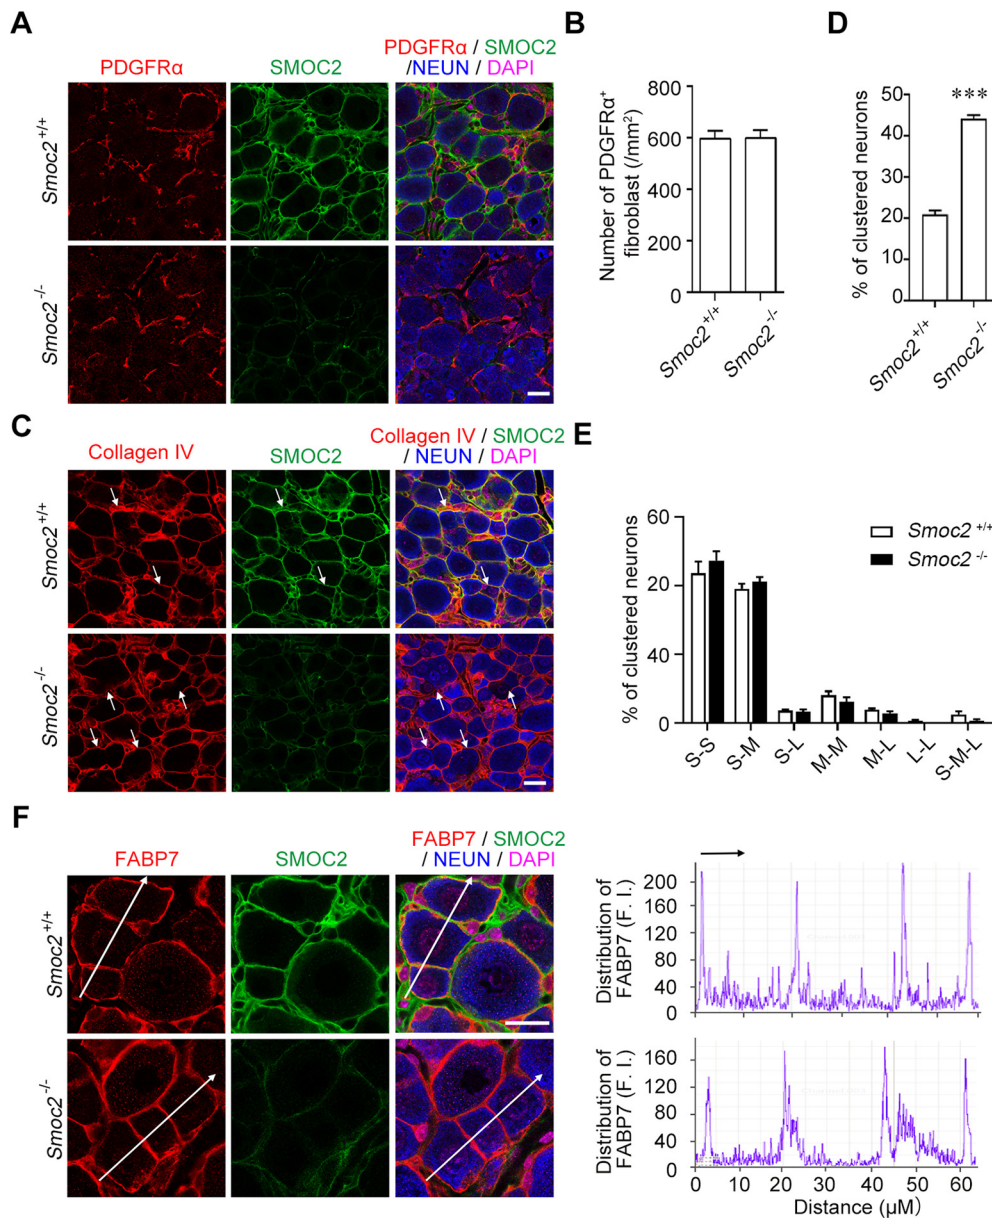 A
PDGFRα
SMOC2
PDGFRα / SMOC2
/NEUN / DAPI
Smoc2+/+
Smoc2-/-
B
Number of PDGFRα+
fibroblast (/mm2)
800
600
400
200
0
Smoc2+/+
Smoc2-/-
D
% of clustered neurons
50
40
30
20
10
0
***
Smoc2+/+
Smoc2-/-
C
Collagen IV
SMOC2
Collagen IV / SMOC2
/ NEUN / DAPI
Smoc2+/+
Smoc2-/-
E
% of clustered neurons
60
20
40
0
Smoc2 +/+
Smoc2 -/-
S-S
S-M
S-L
M-M
M-L
L-L
S-M-L
F
FABP7
SMOC2
FABP7 / SMOC2
/ NEUN / DAPI
Smoc2+/+
Smoc2-/-
Distribution of
FABP7 (F. I.)
200
160
120
80
40
0
Distribution of
FABP7 (F. I.)
160
120
80
40
0
0
10
20
30
40
50
60
Distance (µM)